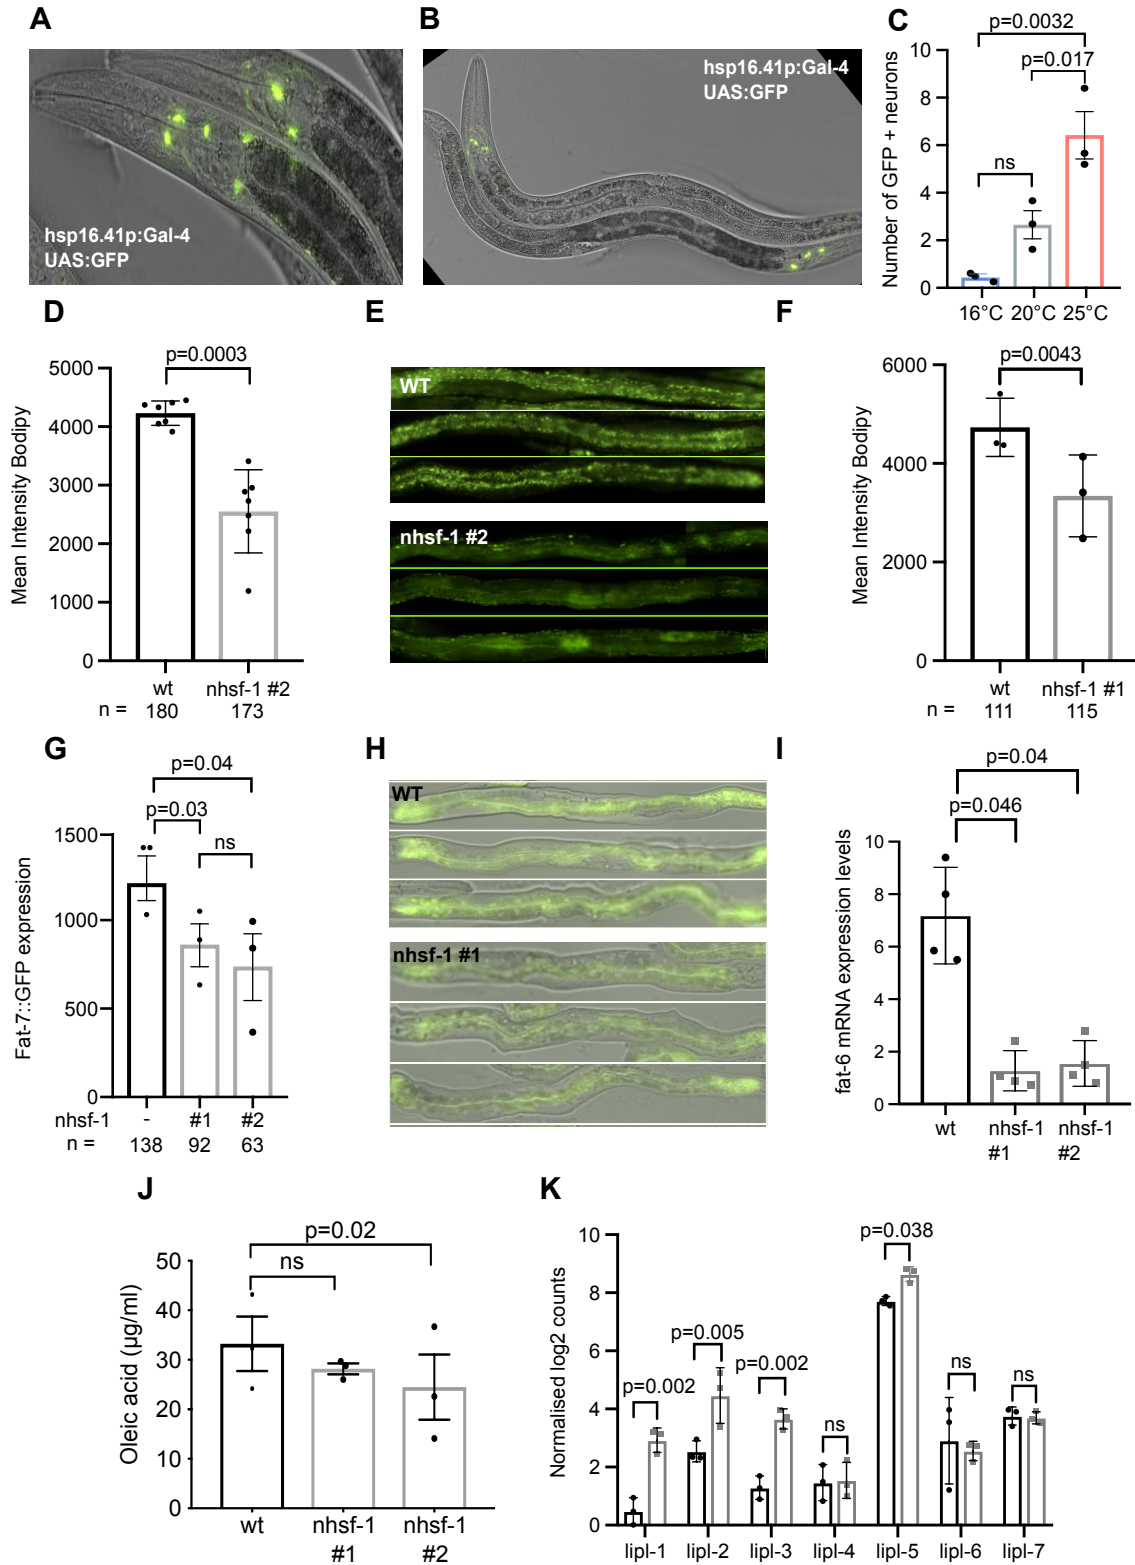 A
hsp16.41p:Gal-4
UAS:GFP
B
hsp16.41p:Gal-4
UAS:GFP
C
p=0.0032
p=0.017
ns
Number of GFP + neurons
10
8
6
4
2
0
16°C 20°C 25°C
D
p=0.0003
Mean Intensity Bodipy
5000
4000
3000
2000
1000
0
wt nhsf-1 #2
n = 180 173
E
WT
nhsf-1 #2
F
p=0.0043
Mean Intensity Bodipy
6000
4000
2000
0
wt nhsf-1 #1
n = 111 115
G
p=0.04
p=0.03
ns
Fat-7::GFP expression
1500
1000
500
0
nhsf-1 - #1 #2
n = 138 92 63
H
WT
nhsf-1 #1
I
p=0.04
p=0.046
fat-6 mRNA expression levels
10
8
6
4
2
0
wt nhsf-1 nhsf-1
#1 #2
J
p=0.02
ns
Oleic acid (µg/ml)
50
40
30
20
10
0
wt nhsf-1 nhsf-1
#1 #2
K
p=0.038
p=0.005
p=0.002
p=0.002
ns
ns
ns
Normalised log2 counts
10
8
6
4
2
0
lipl-1 lipl-2 lipl-3 lipl-4 lipl-5 lipl-6 lipl-7